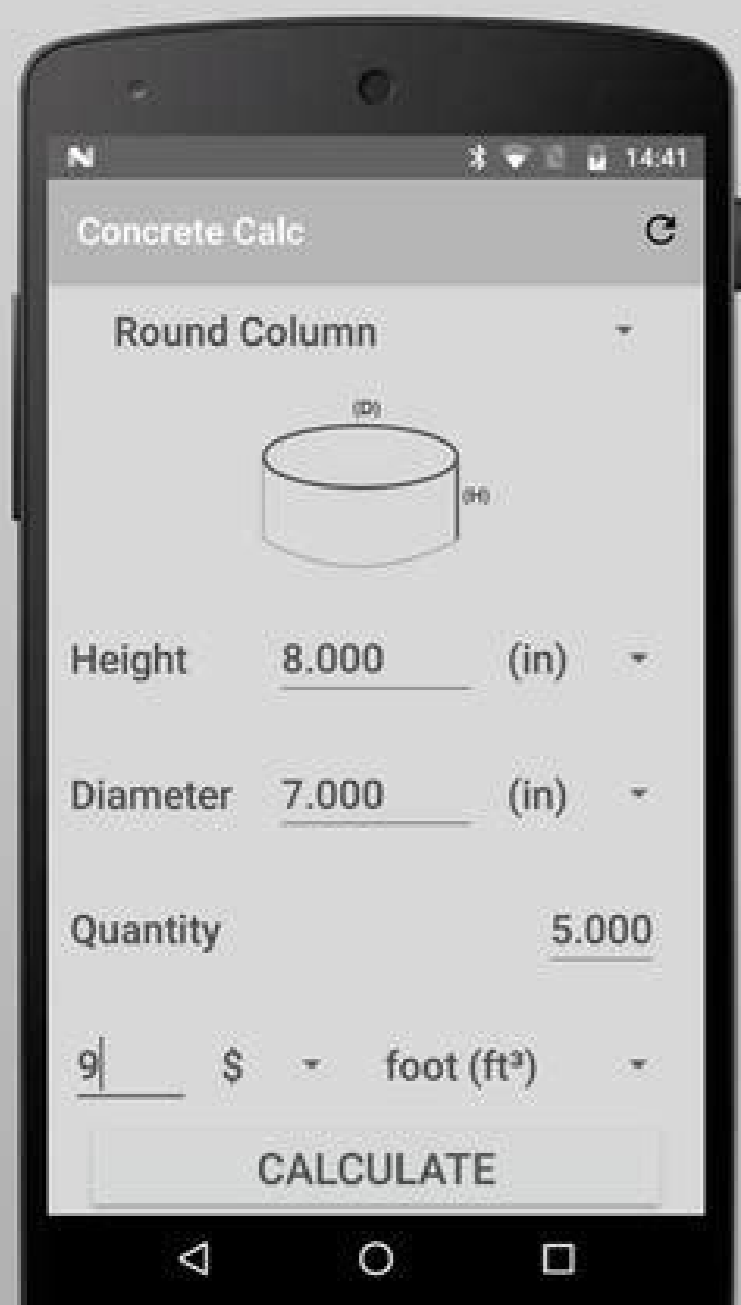 14:41
Concrete Calc
Round Column
(D)
(H)
Height 8.000 (in)
Diameter 7.000 (in)
Quantity 5.000
9 $ foot (ft³)
CALCULATE